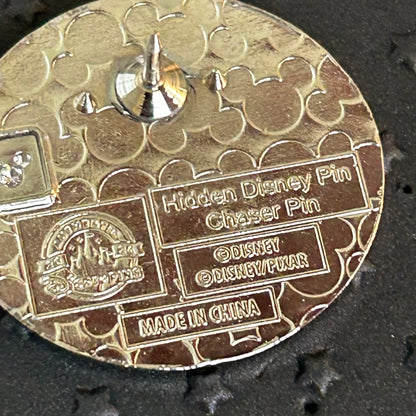 Hidden Disney Pin
Chaser Pin
©DISNEY
©DISNEY/PIXAR
MADE IN CHINA